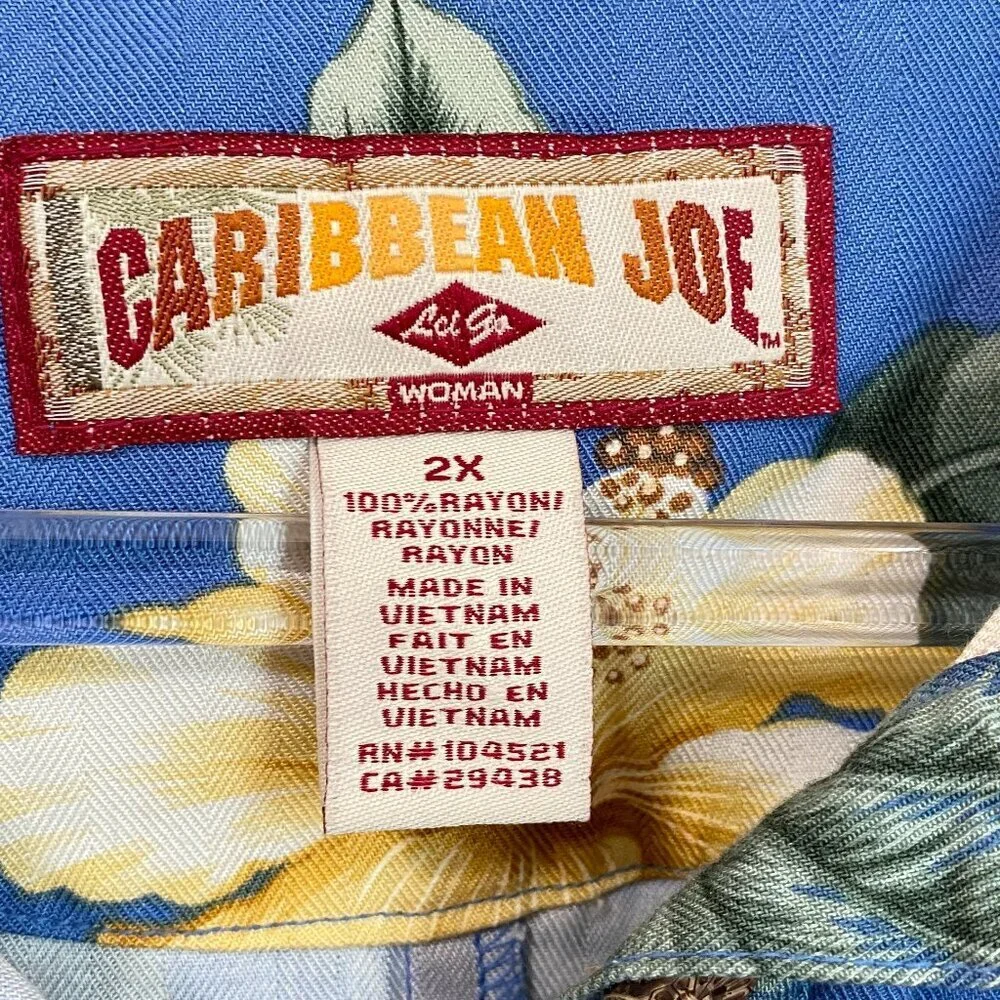 CARIBBEAN JOE
Let Go
TM
WOMAN
2X
100%RAYON/
RAYONNE/
RAYON
MADE IN
VIETNAM
FAIT EN
VIETNAM
HECHO EN
VIETNAM
RN#104521
CA#29438